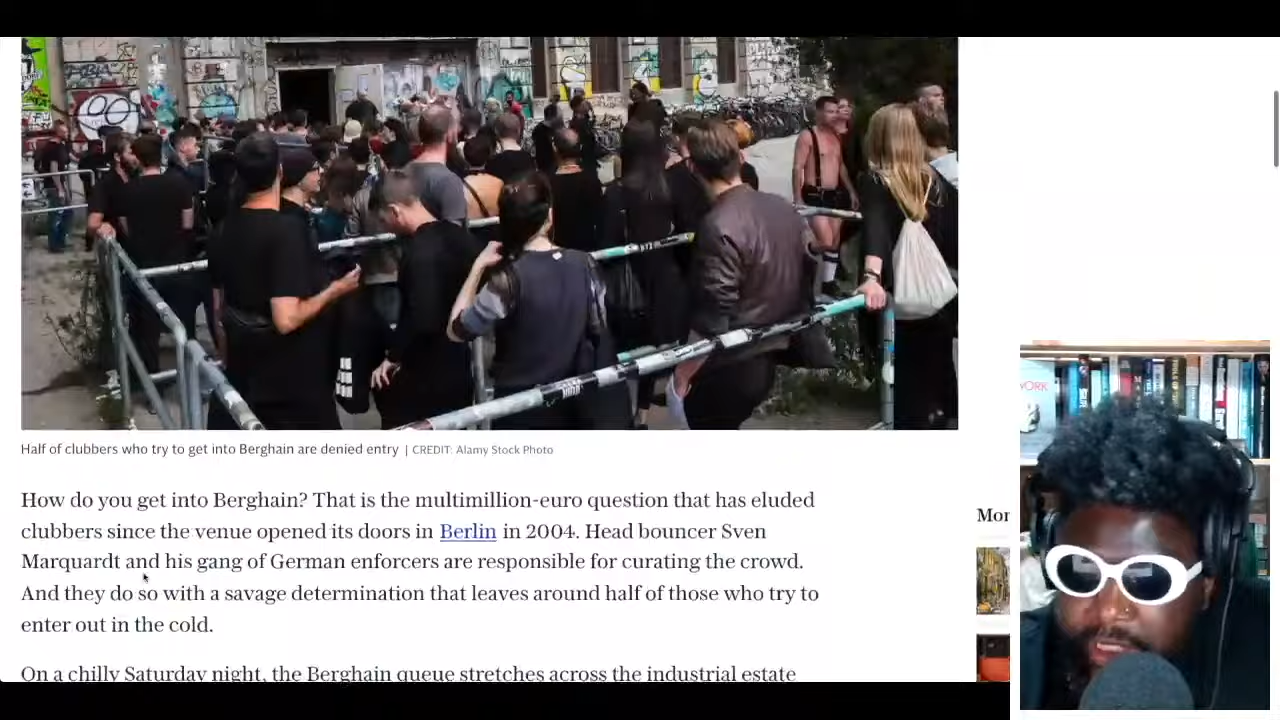 Half of clubbers who try to get into Berghain are denied entry | CREDIT: Alamy Stock Photo
How do you get into Berghain? That is the multimillion-euro question that has eluded
clubbers since the venue opened its doors in Berlin in 2004. Head bouncer Sven
Marquardt and his gang of German enforcers are responsible for curating the crowd.
And they do so with a savage determination that leaves around half of those who try to
enter out in the cold.
On a chilly Saturday night, the Berghain queue stretches across the industrial estate
Mor